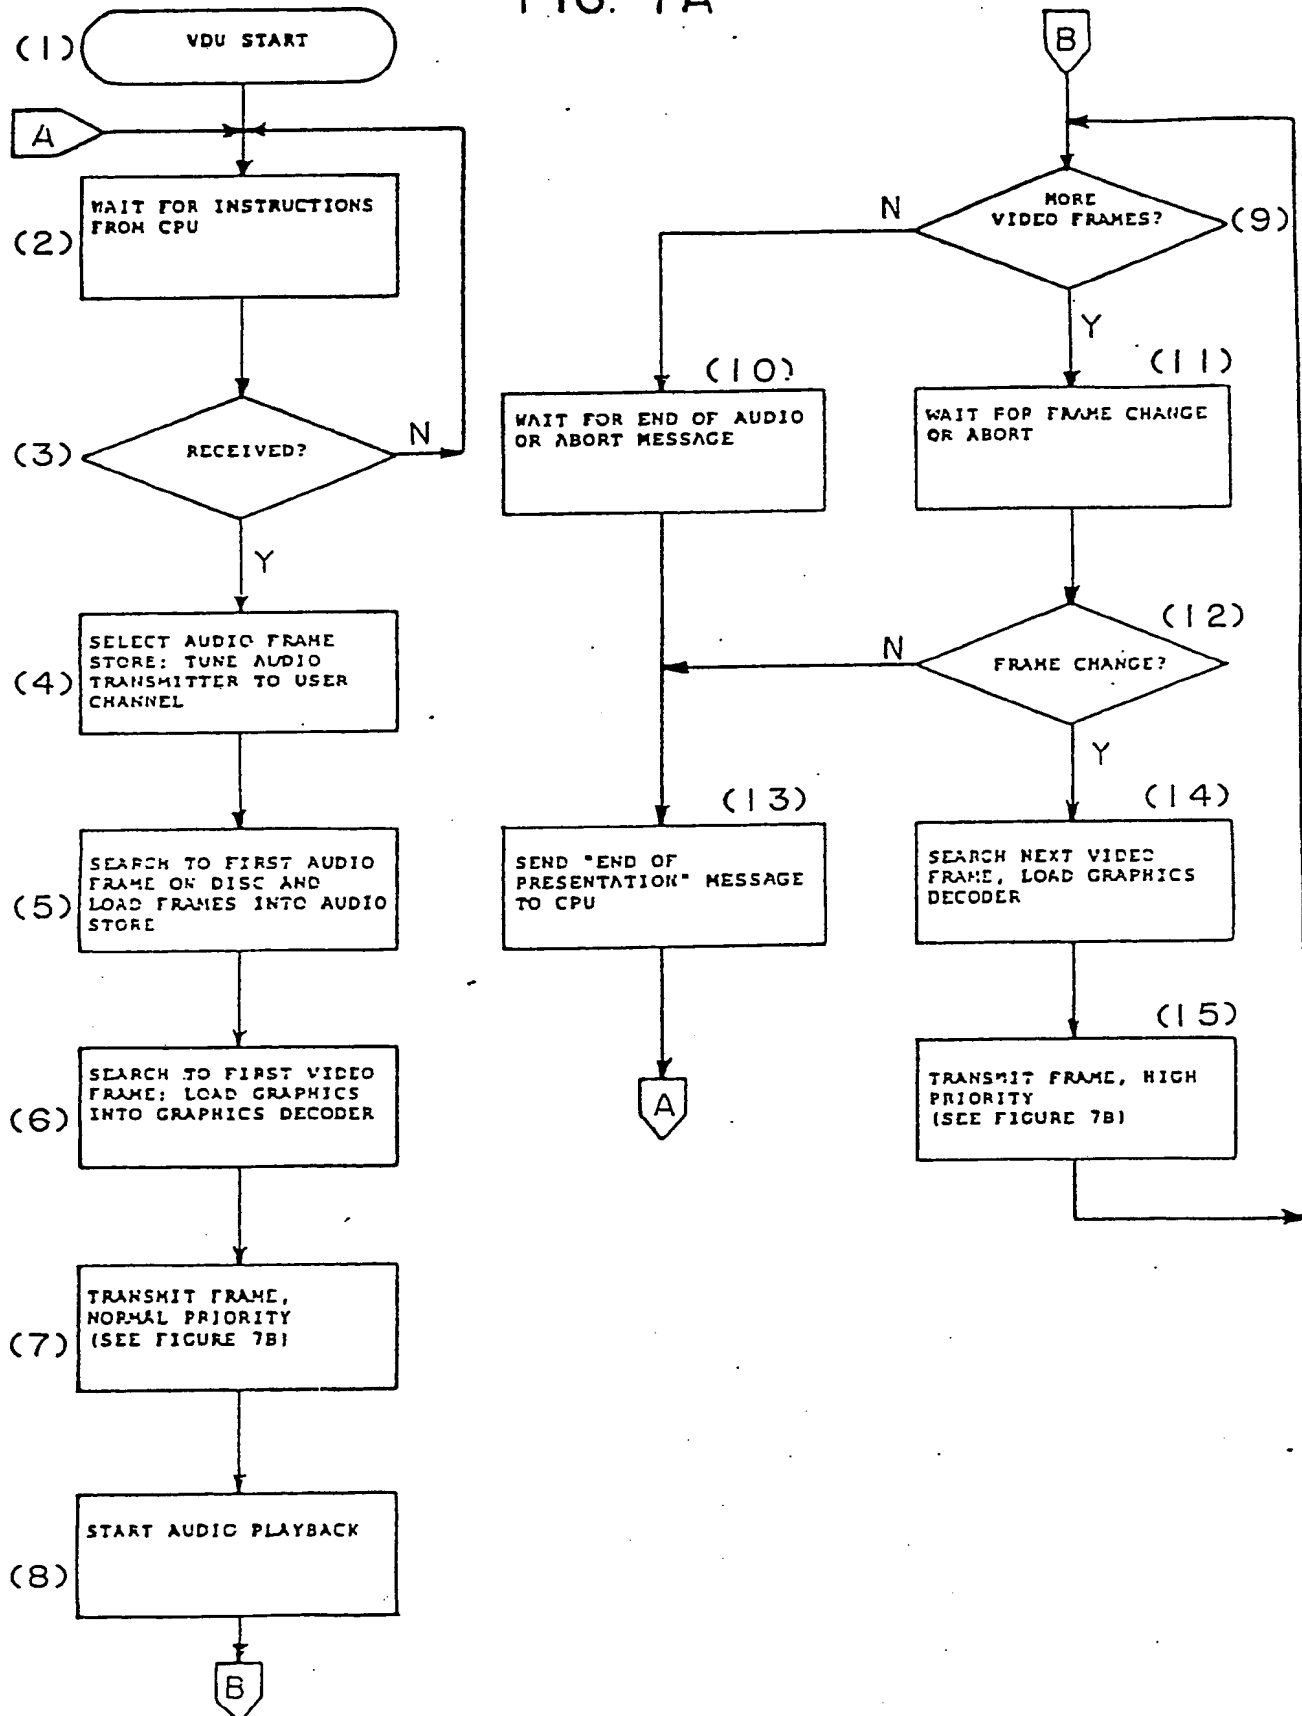 FIG. 7A
(1)
VDU START
A
(2)
WAIT FOR INSTRUCTIONS
FROM CPU
(3)
RECEIVED?
N
Y
(4)
SELECT AUDIO FRAME
STORE: TUNE AUDIO
TRANSMITTER TO USER
CHANNEL
(5)
SEARCH TO FIRST AUDIO
FRAME ON DISC AND
LOAD FRAMES INTO AUDIO
STORE
(6)
SEARCH TO FIRST VIDEO
FRAME: LOAD GRAPHICS
INTO GRAPHICS DECODER
(7)
TRANSMIT FRAME,
NORMAL PRIORITY
(SEE FIGURE 7B)
(8)
START AUDIO PLAYBACK
B
B
MORE
VIDEO FRAMES?
(9)
N
Y
(10)
WAIT FOR END OF AUDIO
OR ABORT MESSAGE
(11)
WAIT FOR FRAME CHANGE
OR ABORT
(12)
FRAME CHANGE?
N
Y
(13)
SEND "END OF
PRESENTATION" MESSAGE
TO CPU
A
(14)
SEARCH NEXT VIDEO
FRAME, LOAD GRAPHICS
DECODER
(15)
TRANSMIT FRAME, HIGH
PRIORITY
(SEE FIGURE 7B)